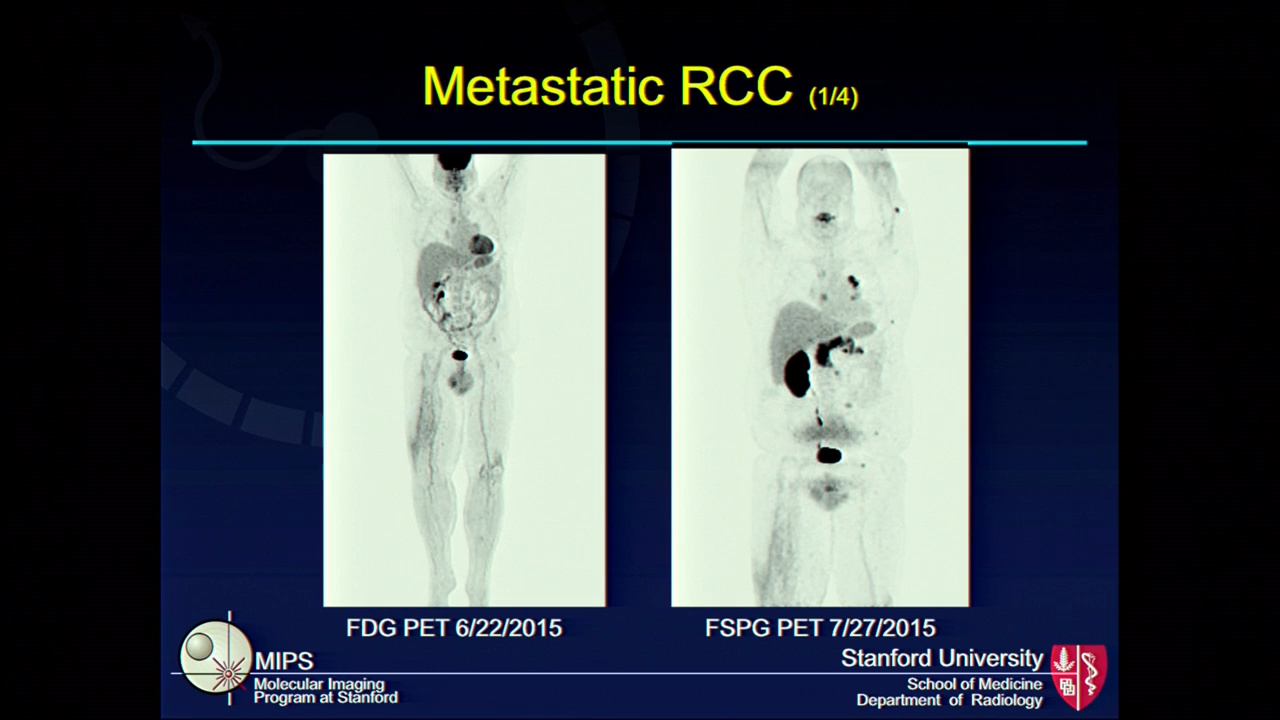 Metastatic RCC (1/4)
FDG PET 6/22/2015
FSPG PET 7/27/2015
MIPS
Molecular Imaging
Program at Stanford
Stanford University
School of Medicine
Department of Radiology